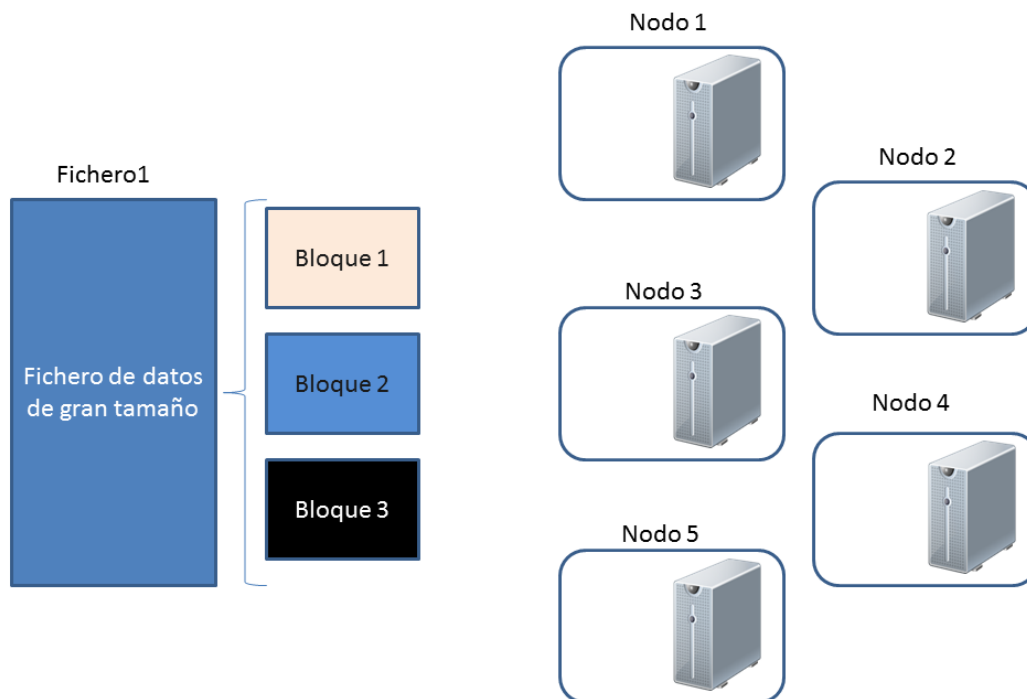 Fichero1
Fichero de datos
de gran tamaño
Bloque 1
Bloque 2
Bloque 3
Nodo 1
Nodo 2
Nodo 3
Nodo 4
Nodo 5